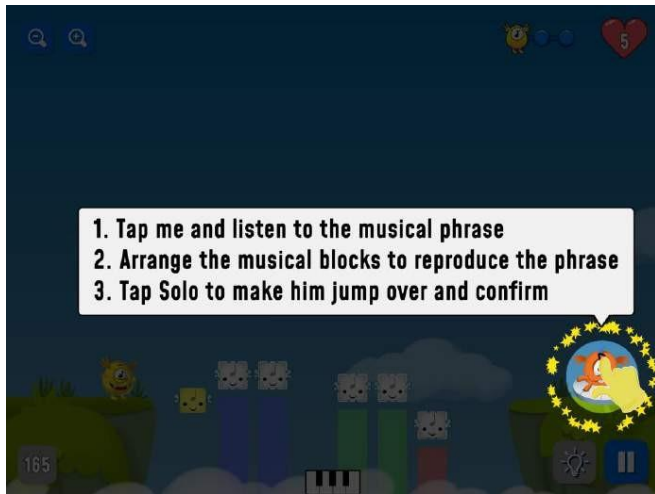 5
1. Tap me and listen to the musical phrase
2. Arrange the musical blocks to reproduce the phrase
3. Tap Solo to make him jump over and confirm
165